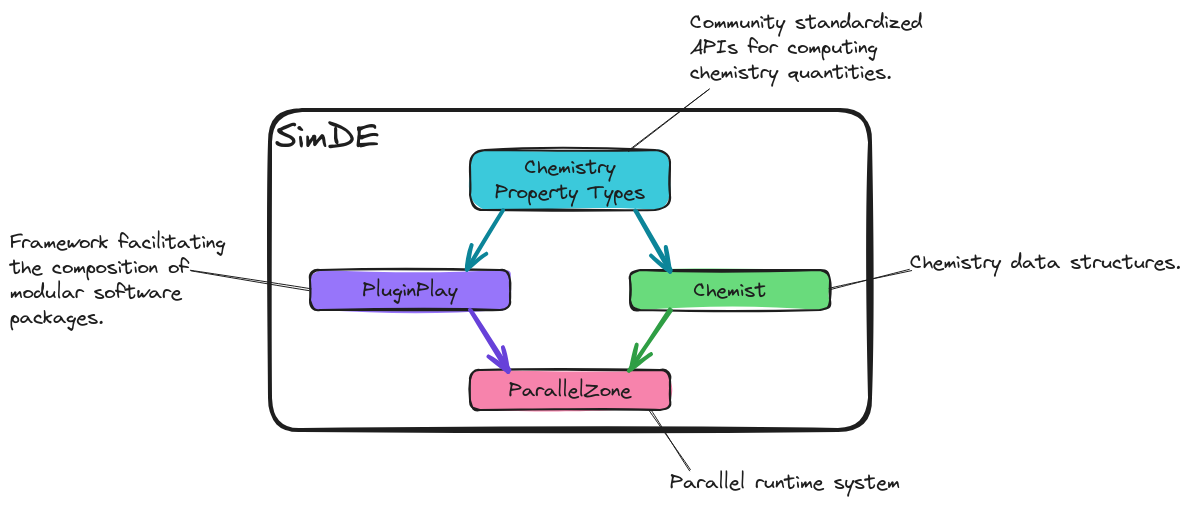 Community standardized
APIs for computing
chemistry quantities.
SimDE
Chemistry
Property Types
Framework facilitating
the composition of
modular software
packages.
PluginPlay
Chemist
Chemistry data structures.
ParallelZone
Parallel runtime system